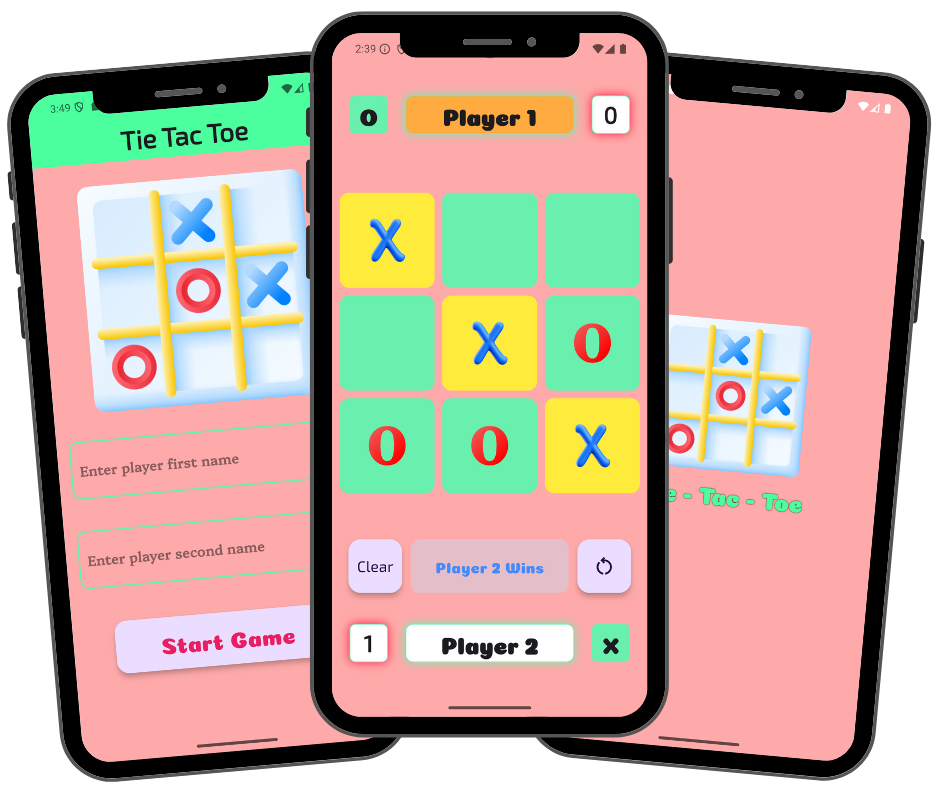 3:49
Tie Tac Toe
Enter player first name
Enter player second name
Start Game
2:39
o
Player 1
0
X
X
O
O
O
X
Clear
Player 2 Wins
1
Player 2
x
e - Tac - Toe